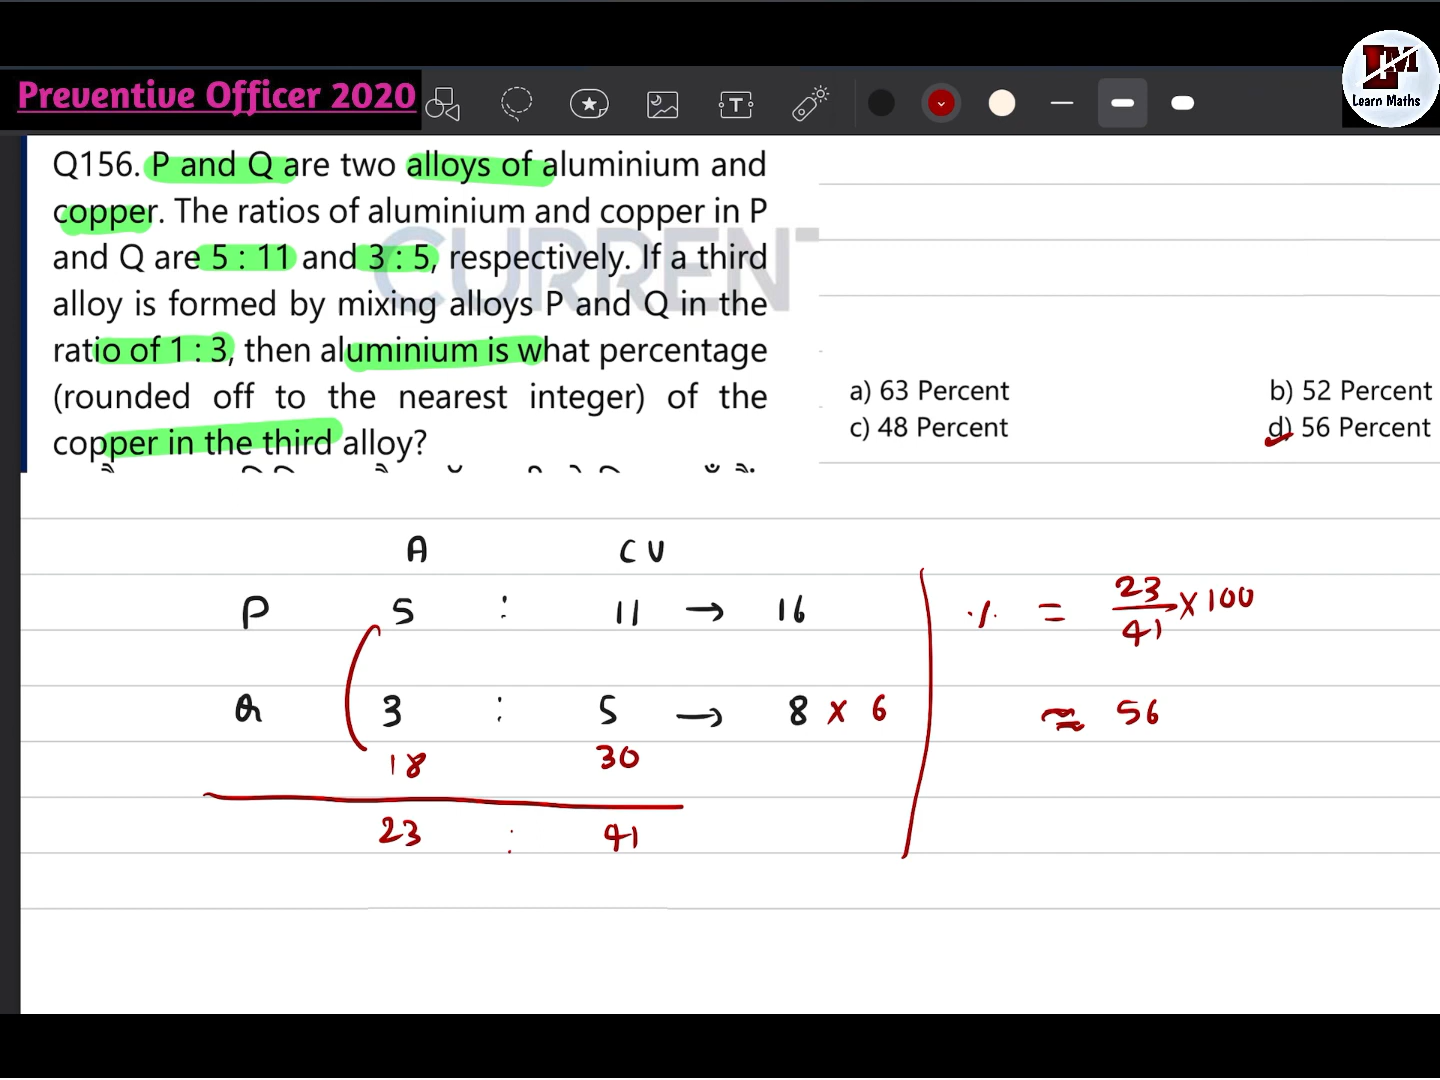 Preventive Officer 2020
LM
Learn Maths
Q156. P and Q are two alloys of aluminium and
copper. The ratios of aluminium and copper in P
and Q are 5 : 11 and 3 : 5, respectively. If a third
alloy is formed by mixing alloys P and Q in the
ratio of 1 : 3, then aluminium is what percentage
(rounded off to the nearest integer) of the
copper in the third alloy?
CURRENT
a) 63 Percent
b) 52 Percent
c) 48 Percent
d) 56 Percent
A CU
P 5 : 11 → 16
Q 3 : 5 → 8 × 6
18 30
23 : 41
% = 23/41 × 100
≈ 56